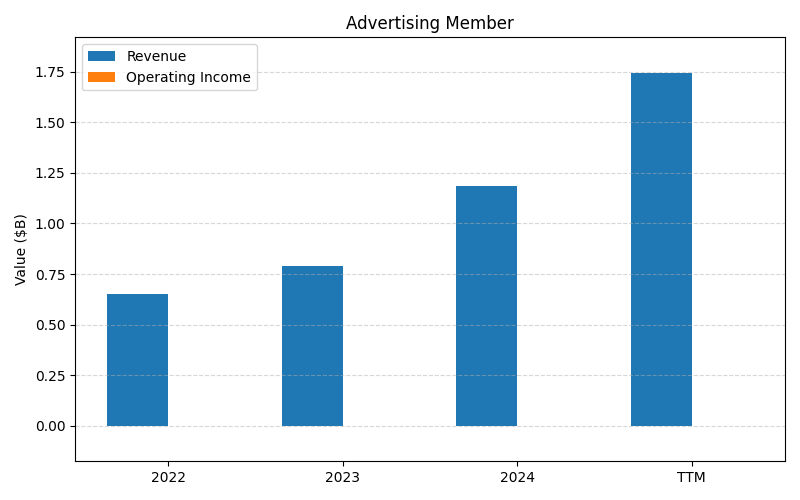 Advertising Member
Revenue
Operating Income
Value ($B)
1.75
1.50
1.25
1.00
0.75
0.50
0.25
0.00
2022
2023
2024
TTM